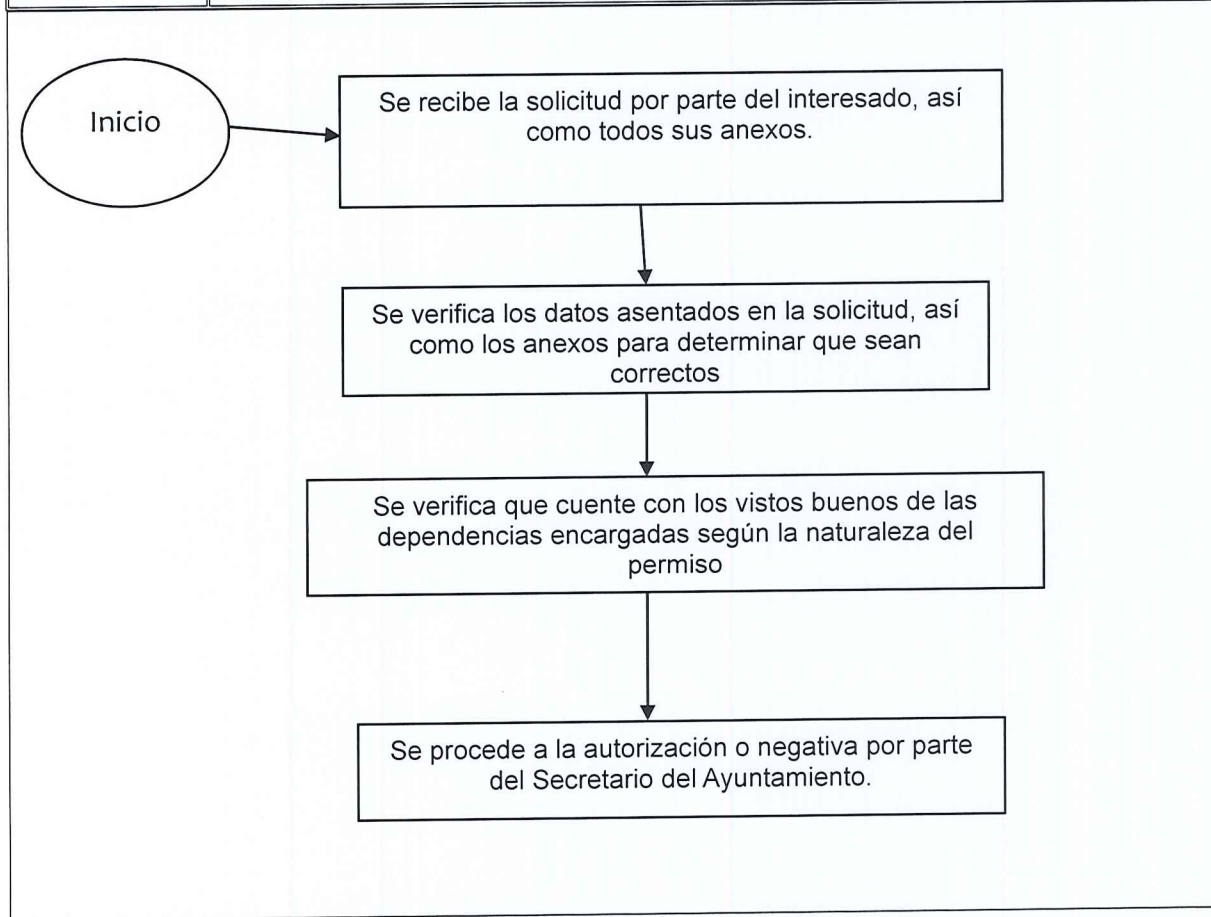 Inicio
Se recibe la solicitud por parte del interesado, así
como todos sus anexos.
Se verifica los datos asentados en la solicitud, así
como los anexos para determinar que sean
correctos
Se verifica que cuente con los vistos buenos de las
dependencias encargadas según la naturaleza del
permiso
Se procede a la autorización o negativa por parte
del Secretario del Ayuntamiento.